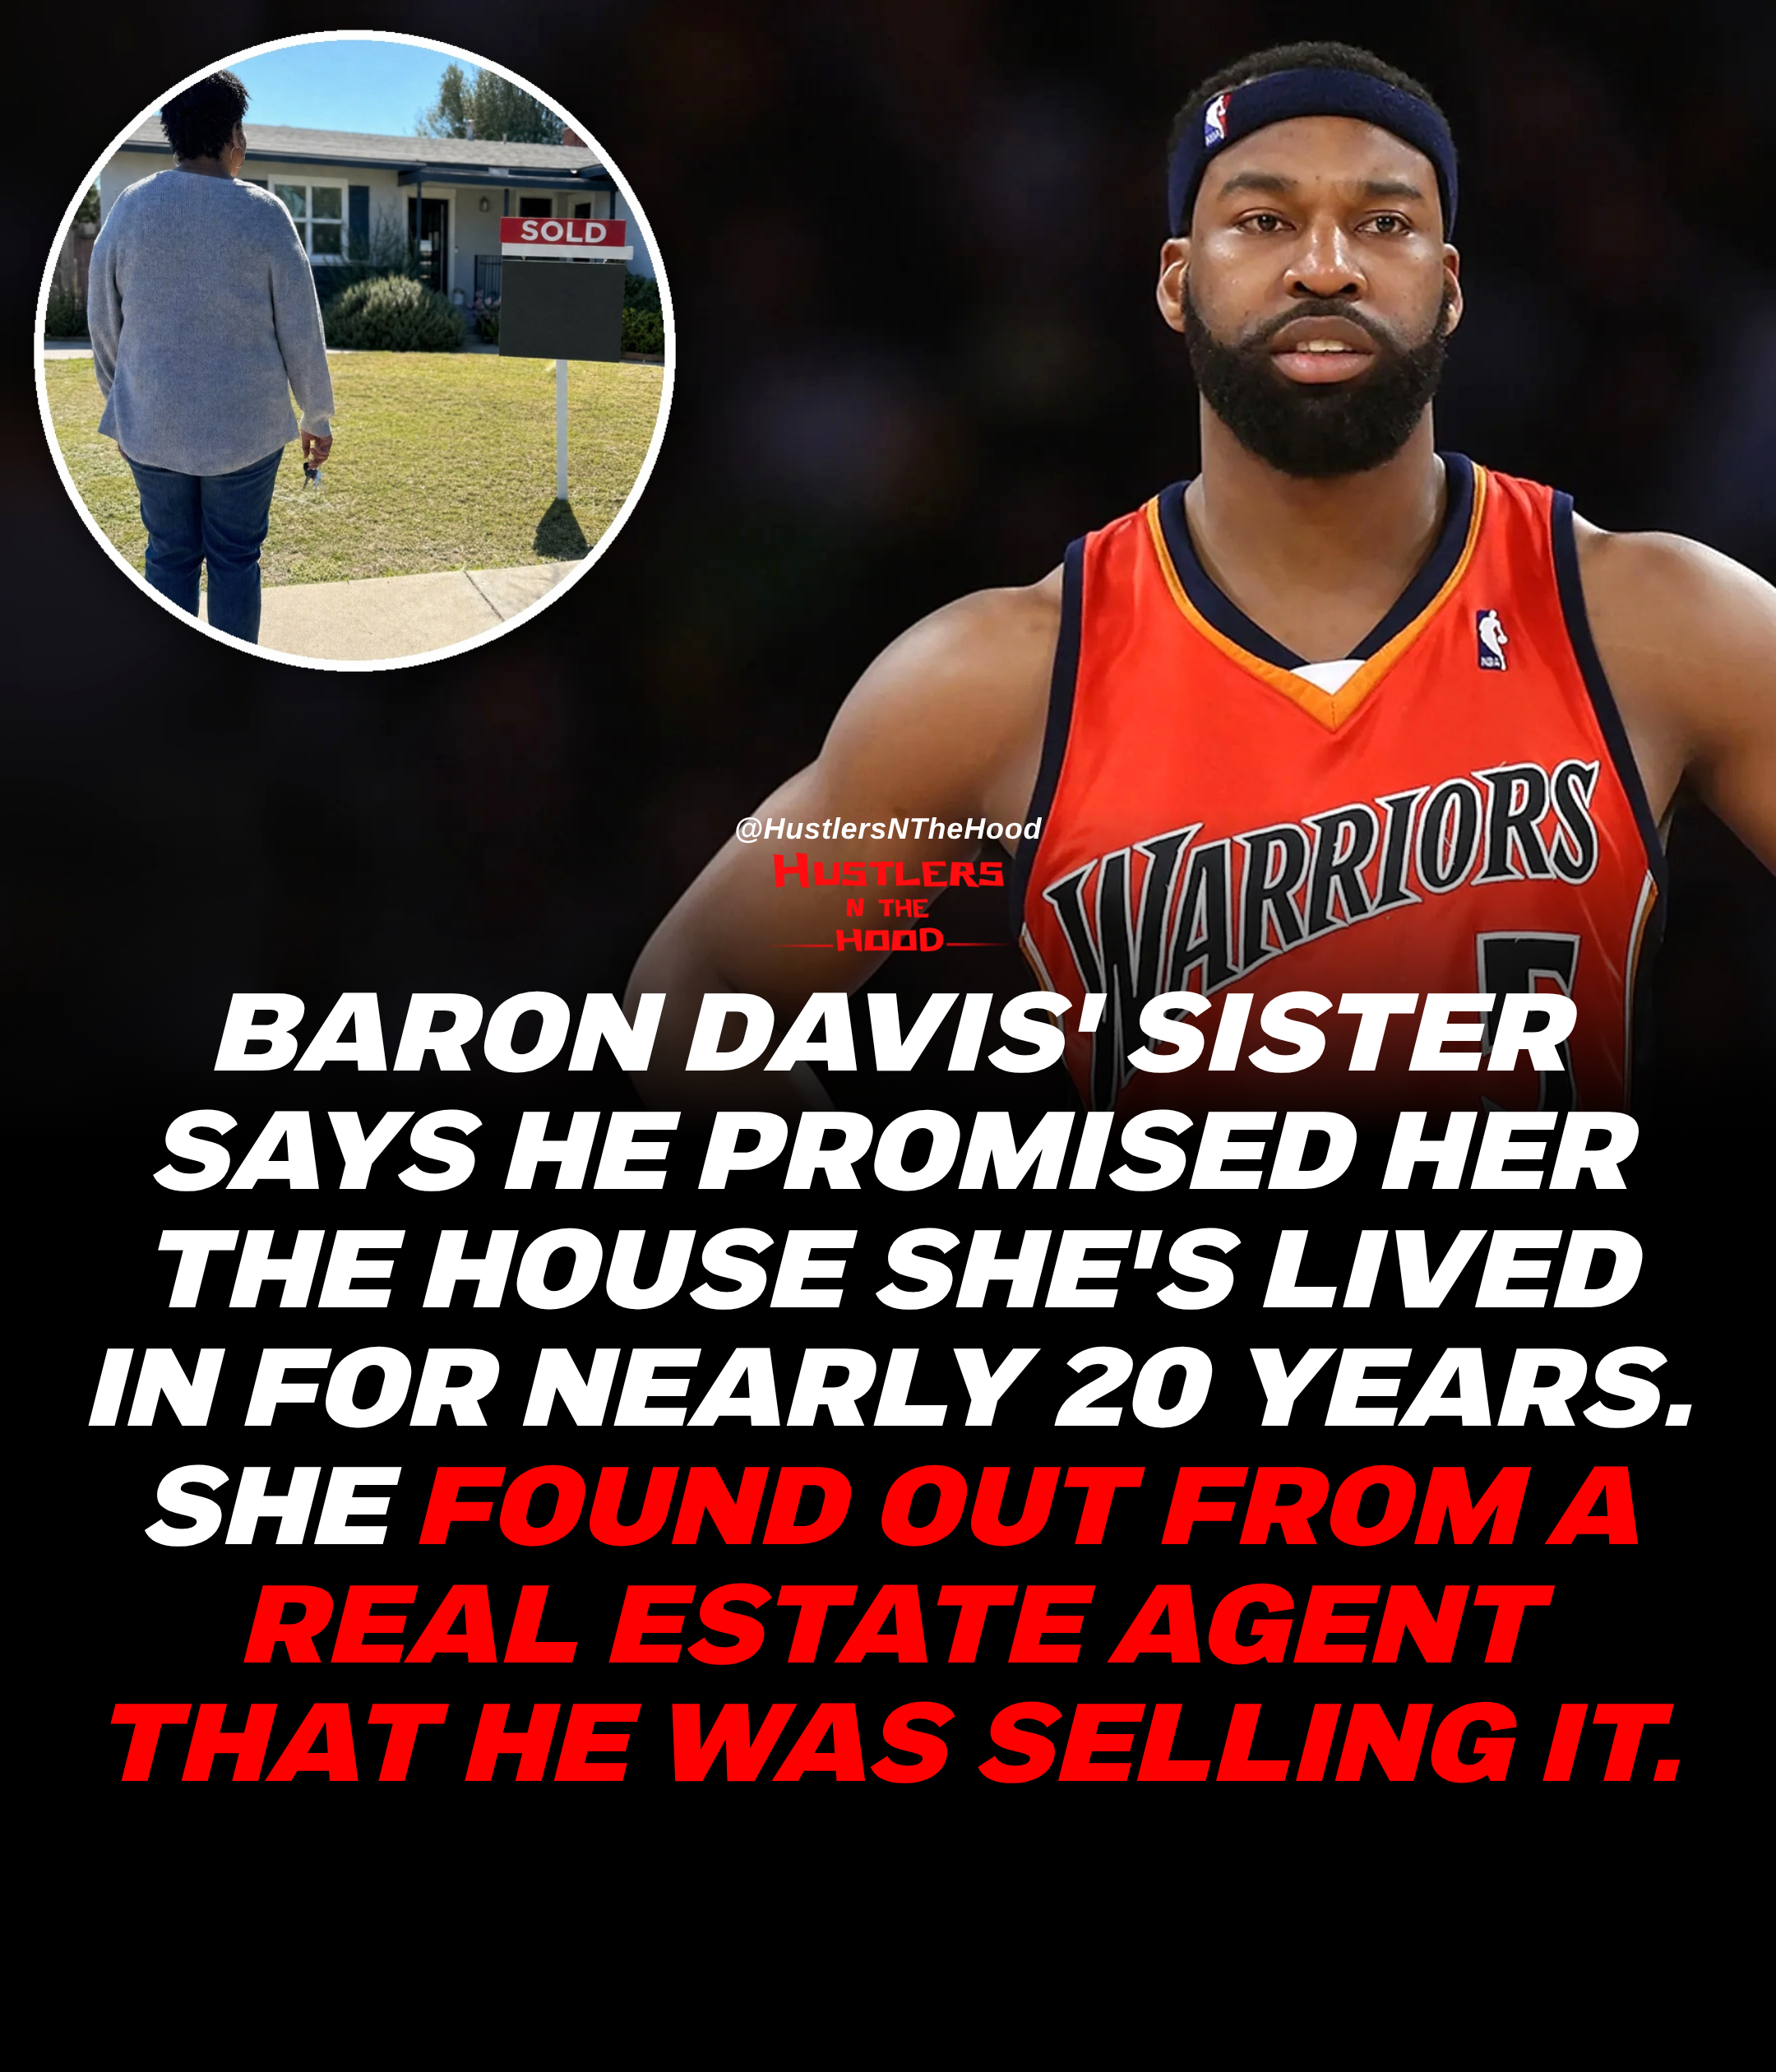 SOLD
@HustlersNTheHood
HUSTLERS
N THE
HOOD
WARRIORS
5
BARON DAVIS' SISTER
SAYS HE PROMISED HER
THE HOUSE SHE'S LIVED
IN FOR NEARLY 20 YEARS.
SHE FOUND OUT FROM A
REAL ESTATE AGENT
THAT HE WAS SELLING IT.